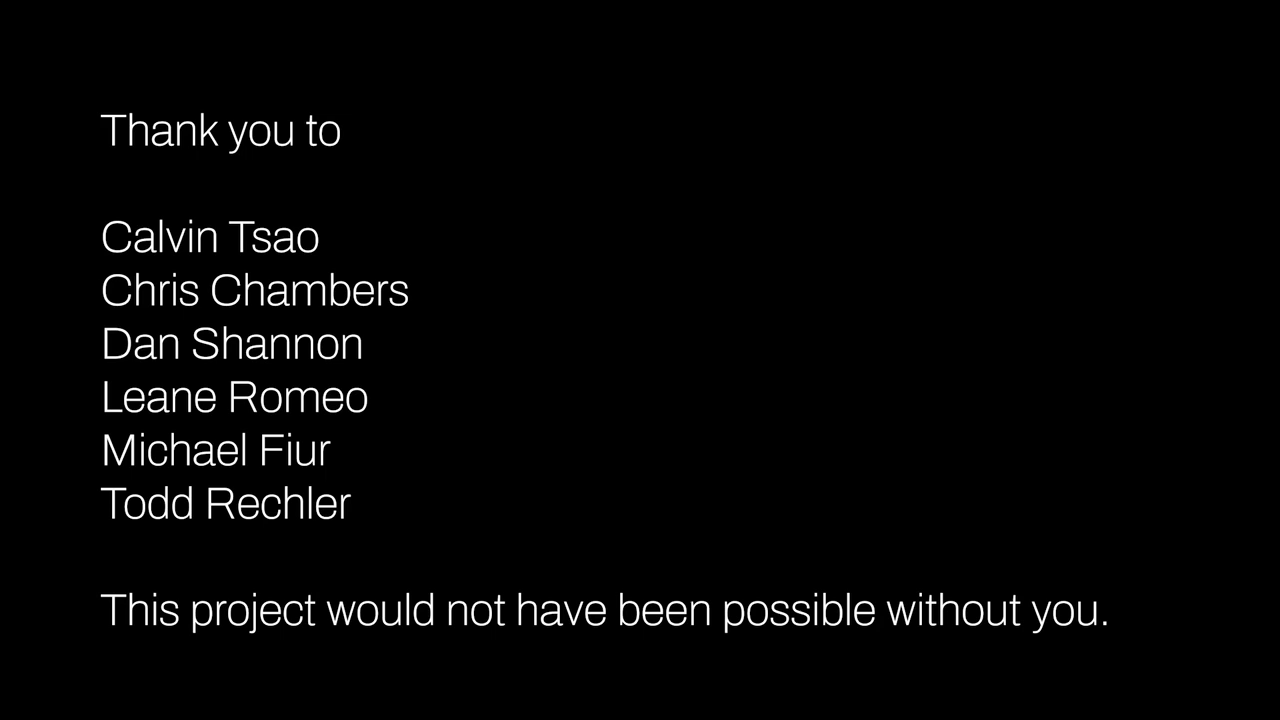 Thank you to
Calvin Tsao
Chris Chambers
Dan Shannon
Leane Romeo
Michael Fiur
Todd Rechler
This project would not have been possible without you.